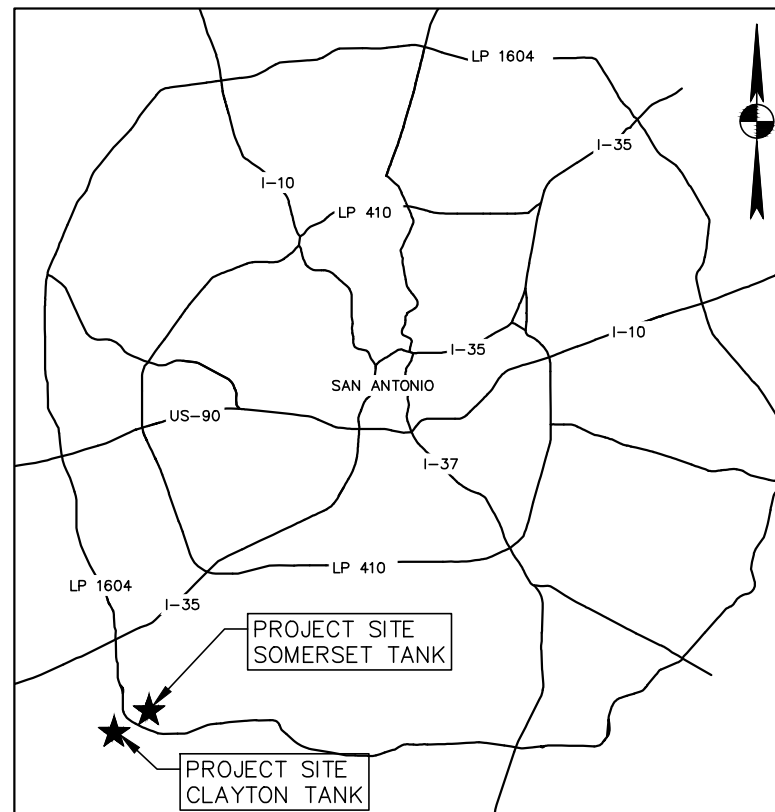 LP 1604
I-35
I-10
LP 410
I-10
I-35
SAN ANTONIO
US-90
I-37
LP 410
LP 1604
I-35
PROJECT SITE
SOMERSET TANK
PROJECT SITE
CLAYTON TANK